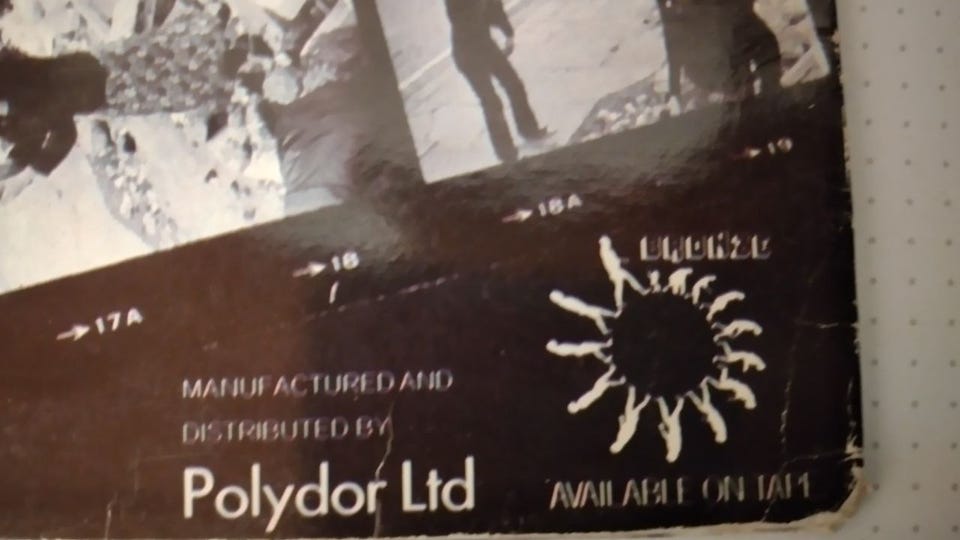 19
18A
BRONZE
18
17A
MANUFACTURED AND
DISTRIBUTED BY
Polydor Ltd
AVAILABLE ON TAPE